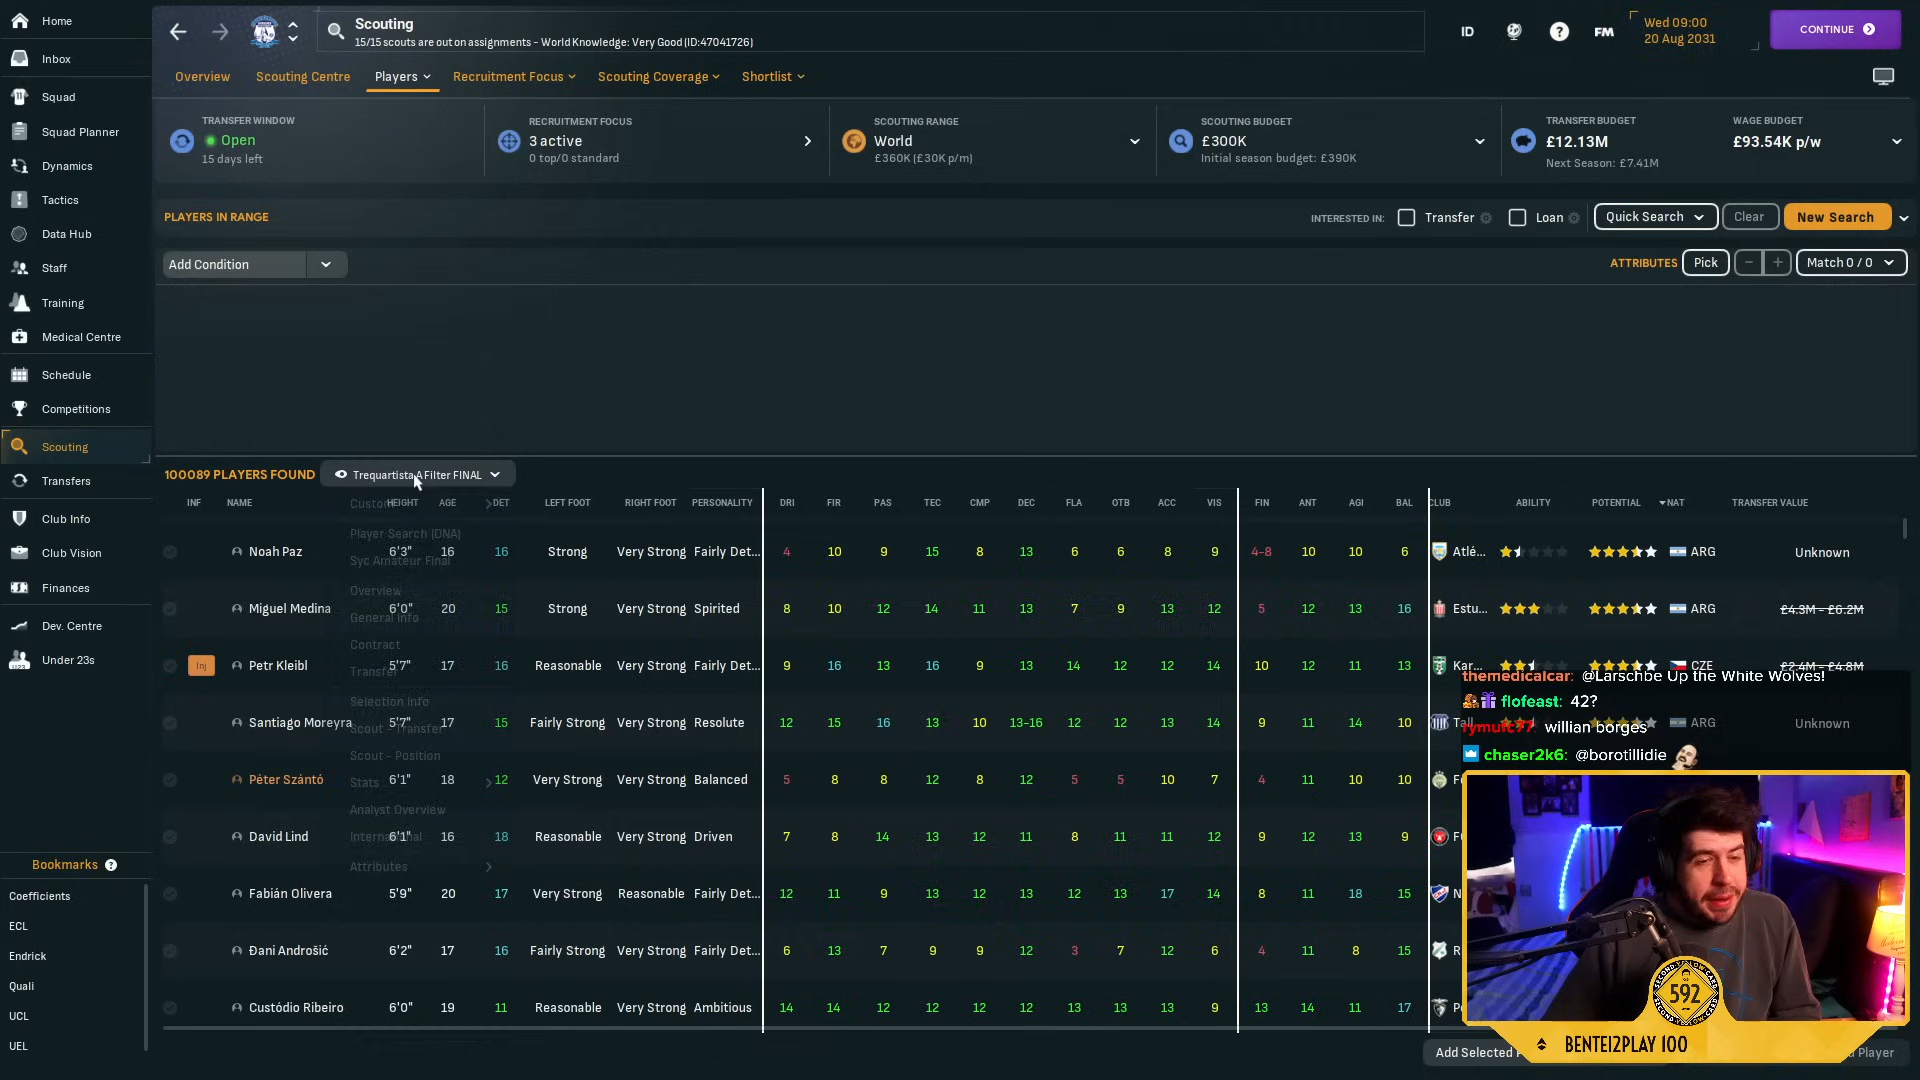 Home
Inbox
Squad
Squad Planner
Dynamics
Tactics
Data Hub
Staff
Training
Medical Centre
Schedule
Competitions
Scouting
Transfers
Club Info
Club Vision
Finances
Dev. Centre
Under 23s
Bookmarks ?
Coefficients
ECL
Endrick
Quali
UCL
UEL
Scouting
15/15 scouts are out on assignments - World Knowledge: Very Good (ID:47041726)
ID
?
FM
Wed 09:00
20 Aug 2031
CONTINUE
Overview Scouting Centre Players Recruitment Focus Scouting Coverage Shortlist
TRANSFER WINDOW
Open
15 days left
RECRUITMENT FOCUS
3 active
0 top/0 standard
SCOUTING RANGE
World
£360K (£30K p/m)
SCOUTING BUDGET
£300K
Initial season budget: £390K
TRANSFER BUDGET
£12.13M
Next Season: £7.41M
WAGE BUDGET
£93.54K p/w
PLAYERS IN RANGE
INTERESTED IN: Transfer Loan Quick Search Clear New Search
Add Condition
ATTRIBUTES Pick - + Match 0 / 0
100089 PLAYERS FOUND Trequartista A Filter FINAL
INF NAME HEIGHT AGE DET LEFT FOOT RIGHT FOOT PERSONALITY DRI FIR PAS TEC CMP DEC FLA OTB ACC VIS FIN ANT AGI BAL CLUB ABILITY POTENTIAL NAT TRANSFER VALUE
Player Search (DNA)
Noah Paz 6'3" 16 16 Strong Very Strong Fairly Det... 4 10 9 15 8 13 6 6 8 9 4-8 10 10 6 Atlé... ARG Unknown
Syc Amateur Final
Overview
Miguel Medina 6'0" 20 15 Strong Very Strong Spirited 8 10 12 14 11 13 7 9 13 12 5 12 13 16 Estu... ARG £4.3M - £6.2M
General Info
Contract
Inj Petr Kleibl 5'7" 17 16 Reasonable Very Strong Fairly Det... 9 16 13 16 9 13 14 12 12 14 10 12 11 13 Kar... CZE £2.4M - £4.8M
Transfer
Selection Info
Santiago Moreyra 5'7" 17 15 Fairly Strong Very Strong Resolute 12 15 16 13 10 13-16 12 12 13 14 9 11 14 10 Tall... ARG Unknown
Scout - Transfer
Scout - Position
Péter Szántó 6'1" 18 12 Very Strong Very Strong Balanced 5 8 8 12 8 12 5 5 10 7 4 11 10 10
Stats
Analyst Overview
David Lind 6'1" 16 18 Reasonable Very Strong Driven 7 8 14 13 12 11 8 11 11 12 9 12 13 9
International
Attributes
Fabián Olivera 5'9" 20 17 Very Strong Reasonable Fairly Det... 12 11 9 13 12 13 12 13 17 14 8 11 18 15
Đani Androšić 6'2" 17 16 Fairly Strong Very Strong Fairly Det... 6 13 7 9 9 12 3 7 12 6 4 11 8 15
Custódio Ribeiro 6'0" 19 11 Reasonable Very Strong Ambitious 14 14 12 12 12 12 13 13 13 9 13 14 11 17
themedicalcar: @Larschbe Up the White Wolves!
flofeast: 42?
rymufc77: willian borges
chaser2k6: @borotillidie
SECOND YELLOW CARD
592
BENTEI2PLAY 100
Add Selected
Player